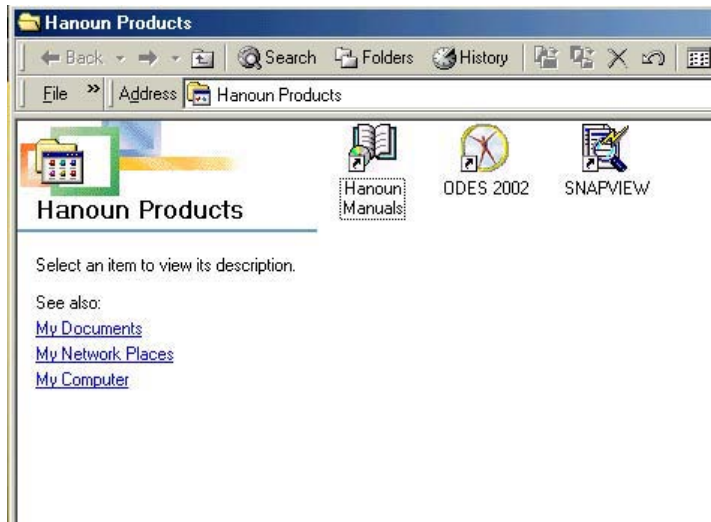 Hanoun Products
Back Search Folders History
File » Address Hanoun Products
Hanoun Manuals
ODES 2002
SNAPVIEW
Hanoun Products
Select an item to view its description.
See also:
My Documents
My Network Places
My Computer